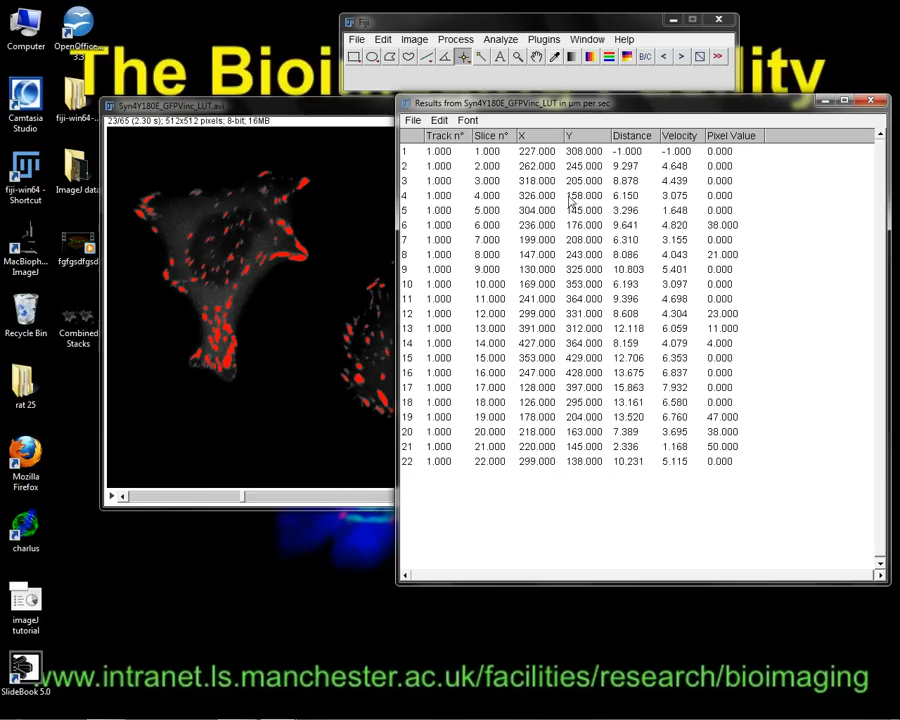 Computer
OpenOffice...
3.3
Camtasia
Studio
fiji-win64-...
fiji-win64 -
Shortcut
ImageJ data
MacBioph...
ImageJ
fgfgsdfgsd...
Recycle Bin
Combined
Stacks
rat 25
Mozilla
Firefox
charlus
imageJ
tutorial
SlideBook 5.0
The Bioi
lity
Fiji
File Edit Image Process Analyze Plugins Window Help
A B/C < > >>
Syn4Y180E_GFPVinc_LUT.avi
23/65 (2.30 s); 512x512 pixels; 8-bit; 16MB
Results from Syn4Y180E_GFPVinc_LUT in µm per sec
File Edit Font
Track n° Slice n° X Y Distance Velocity Pixel Value
1 1.000 1.000 227.000 308.000 -1.000 -1.000 0.000
2 1.000 2.000 262.000 245.000 9.297 4.648 0.000
3 1.000 3.000 318.000 205.000 8.878 4.439 0.000
4 1.000 4.000 326.000 158.000 6.150 3.075 0.000
5 1.000 5.000 304.000 145.000 3.296 1.648 0.000
6 1.000 6.000 236.000 176.000 9.641 4.820 38.000
7 1.000 7.000 199.000 208.000 6.310 3.155 0.000
8 1.000 8.000 147.000 243.000 8.086 4.043 21.000
9 1.000 9.000 130.000 325.000 10.803 5.401 0.000
10 1.000 10.000 169.000 353.000 6.193 3.097 0.000
11 1.000 11.000 241.000 364.000 9.396 4.698 0.000
12 1.000 12.000 299.000 331.000 8.608 4.304 23.000
13 1.000 13.000 391.000 312.000 12.118 6.059 11.000
14 1.000 14.000 427.000 364.000 8.159 4.079 4.000
15 1.000 15.000 353.000 429.000 12.706 6.353 0.000
16 1.000 16.000 247.000 428.000 13.675 6.837 0.000
17 1.000 17.000 128.000 397.000 15.863 7.932 0.000
18 1.000 18.000 126.000 295.000 13.161 6.580 0.000
19 1.000 19.000 178.000 204.000 13.520 6.760 47.000
20 1.000 20.000 218.000 163.000 7.389 3.695 38.000
21 1.000 21.000 220.000 145.000 2.336 1.168 50.000
22 1.000 22.000 299.000 138.000 10.231 5.115 0.000
www.intranet.ls.manchester.ac.uk/facilities/research/bioimaging